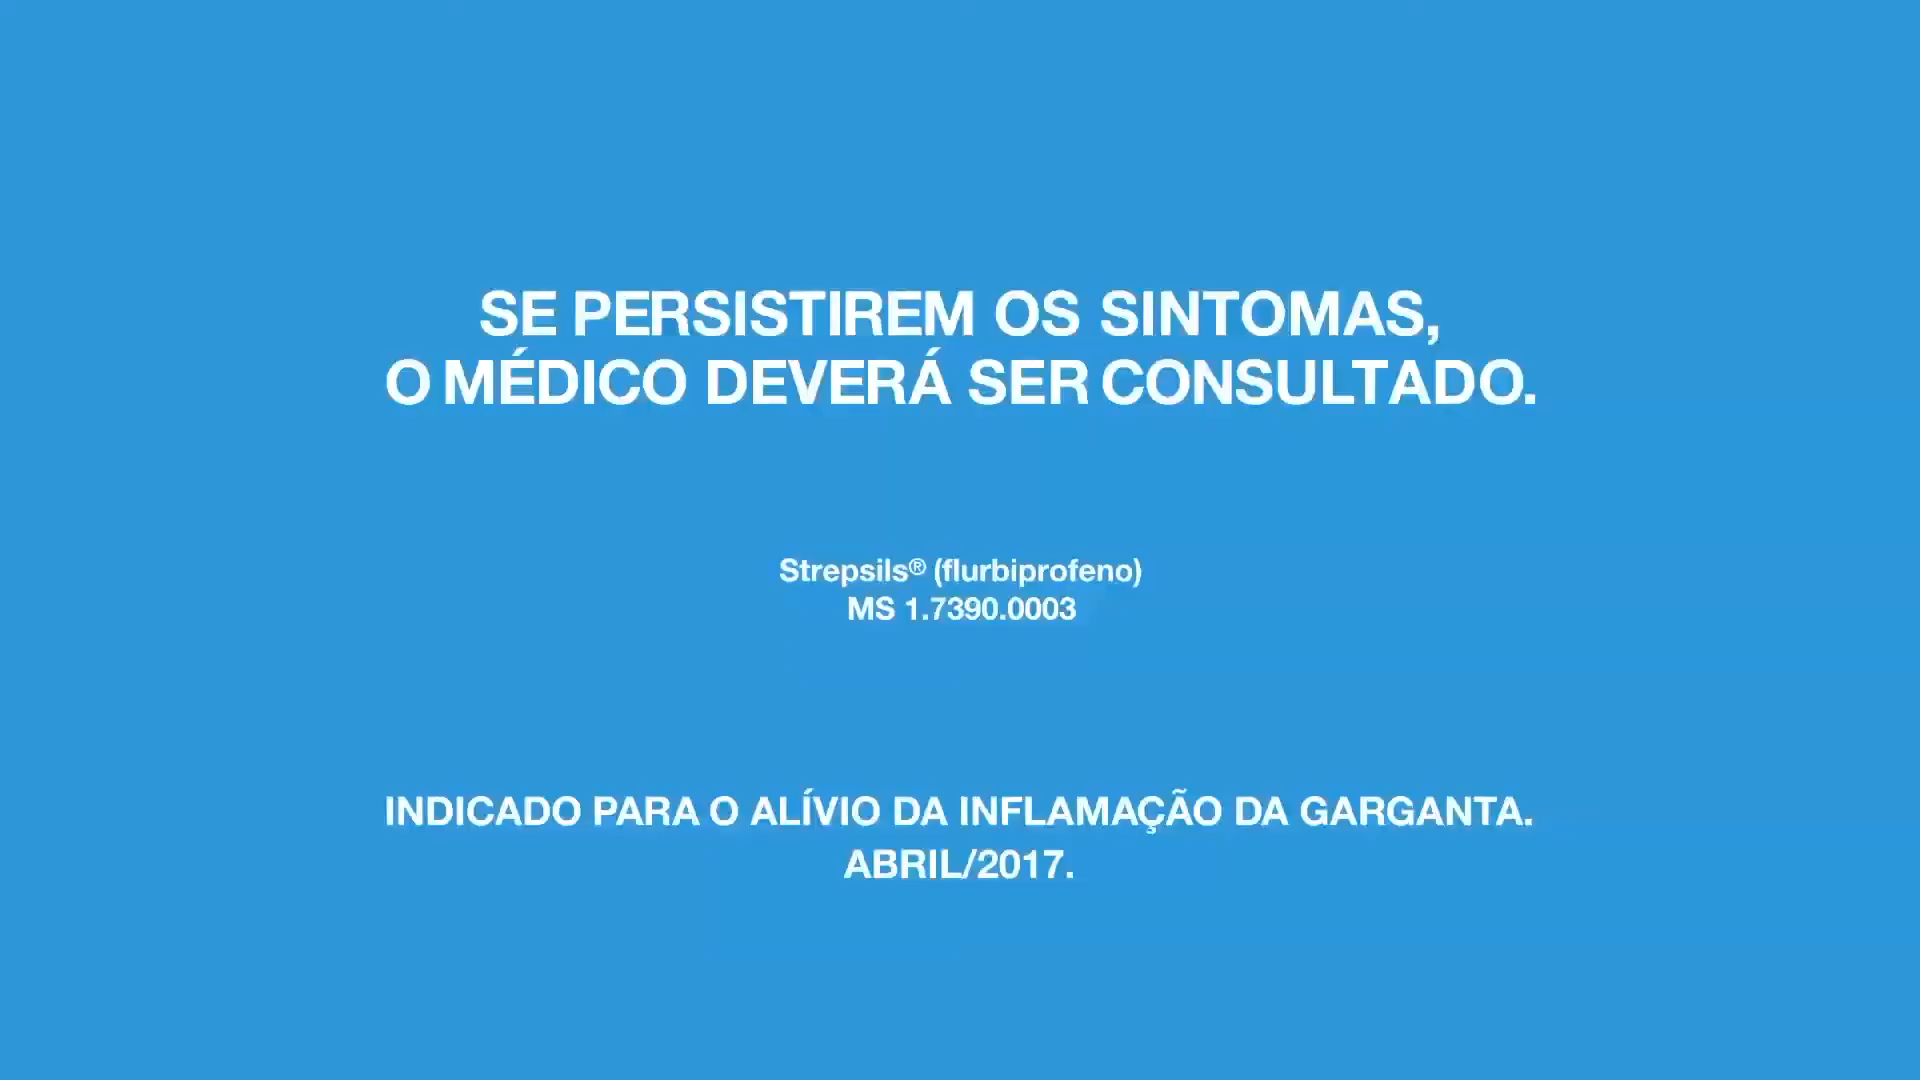 SE PERSISTIREM OS SINTOMAS,
O MÉDICO DEVERÁ SER CONSULTADO.
Strepsils® (flurbiprofeno)
MS 1.7390.0003
INDICADO PARA O ALÍVIO DA INFLAMAÇÃO DA GARGANTA.
ABRIL/2017.